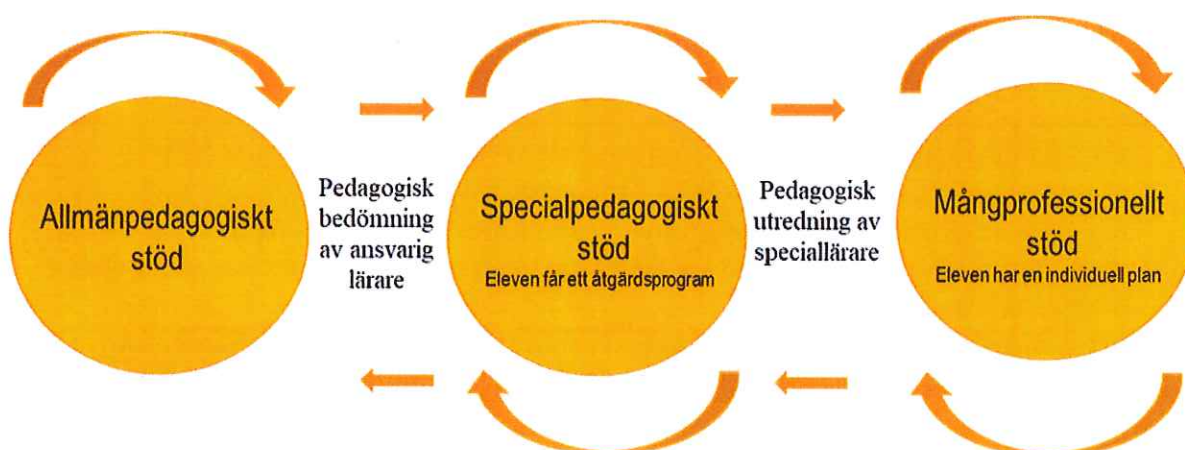 Allmänpedagogiskt
stöd
Pedagogisk
bedömning
av ansvarig
lärare
Specialpedagogiskt
stöd
Eleven får ett åtgärdsprogram
Pedagogisk
utredning av
speciallärare
Mångprofessionellt
stöd
Eleven har en individuell plan